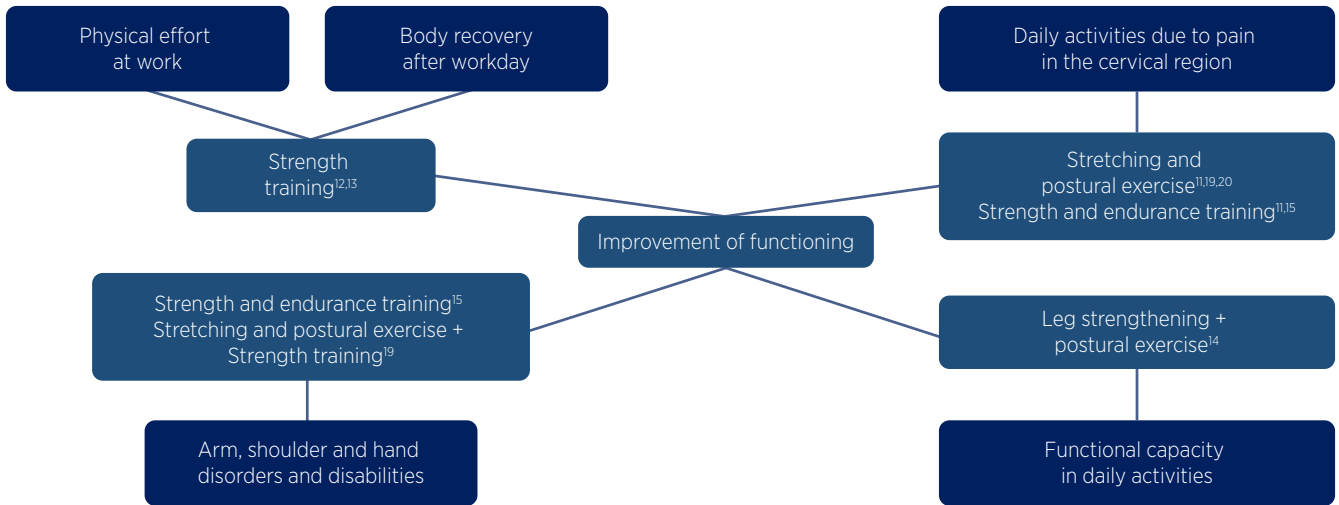 Physical effort
at work
Body recovery
after workday
Daily activities due to pain
in the cervical region
Strength
training12,13
Stretching and
postural exercise11,19,20
Strength and endurance training11,15
Improvement of functioning
Strength and endurance training15
Stretching and postural exercise +
Strength training19
Leg strengthening +
postural exercise14
Arm, shoulder and hand
disorders and disabilities
Functional capacity
in daily activities